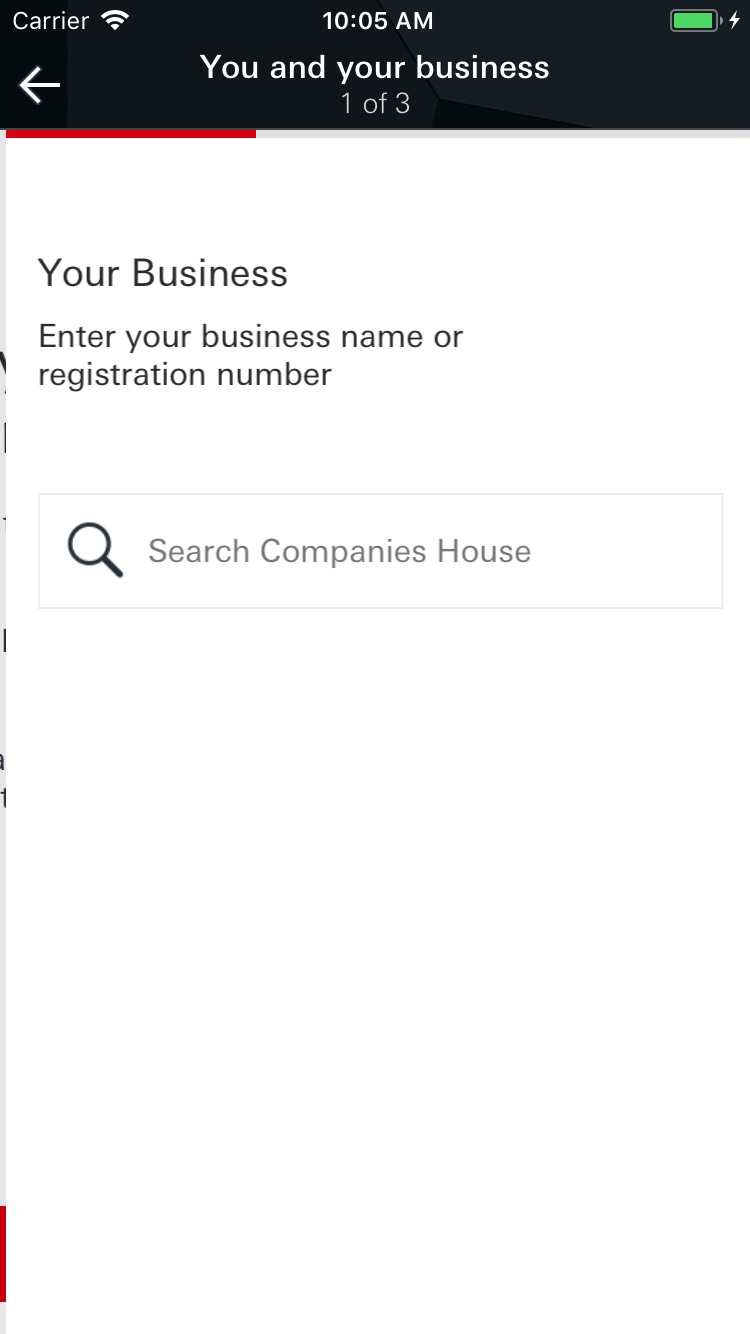 Carrier 10:05 AM
You and your business
1 of 3
Your Business
Enter your business name or
registration number
Search Companies House